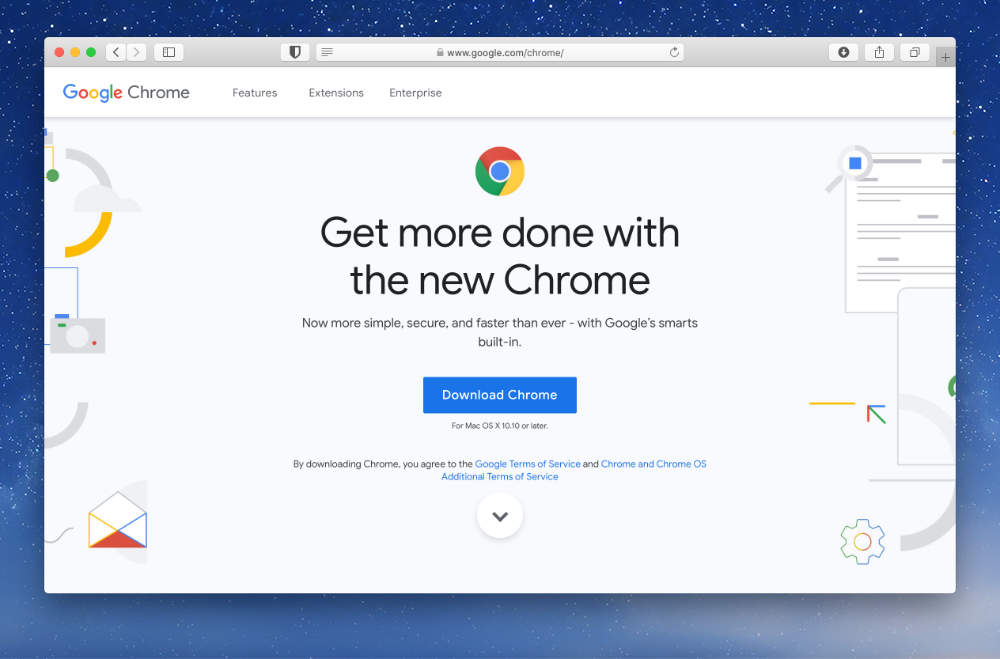 www.google.com/chrome/
Google Chrome Features Extensions Enterprise
Get more done with
the new Chrome
Now more simple, secure, and faster than ever - with Google's smarts
built-in.
Download Chrome
For Mac OS X 10.10 or later.
By downloading Chrome, you agree to the Google Terms of Service and Chrome and Chrome OS
Additional Terms of Service